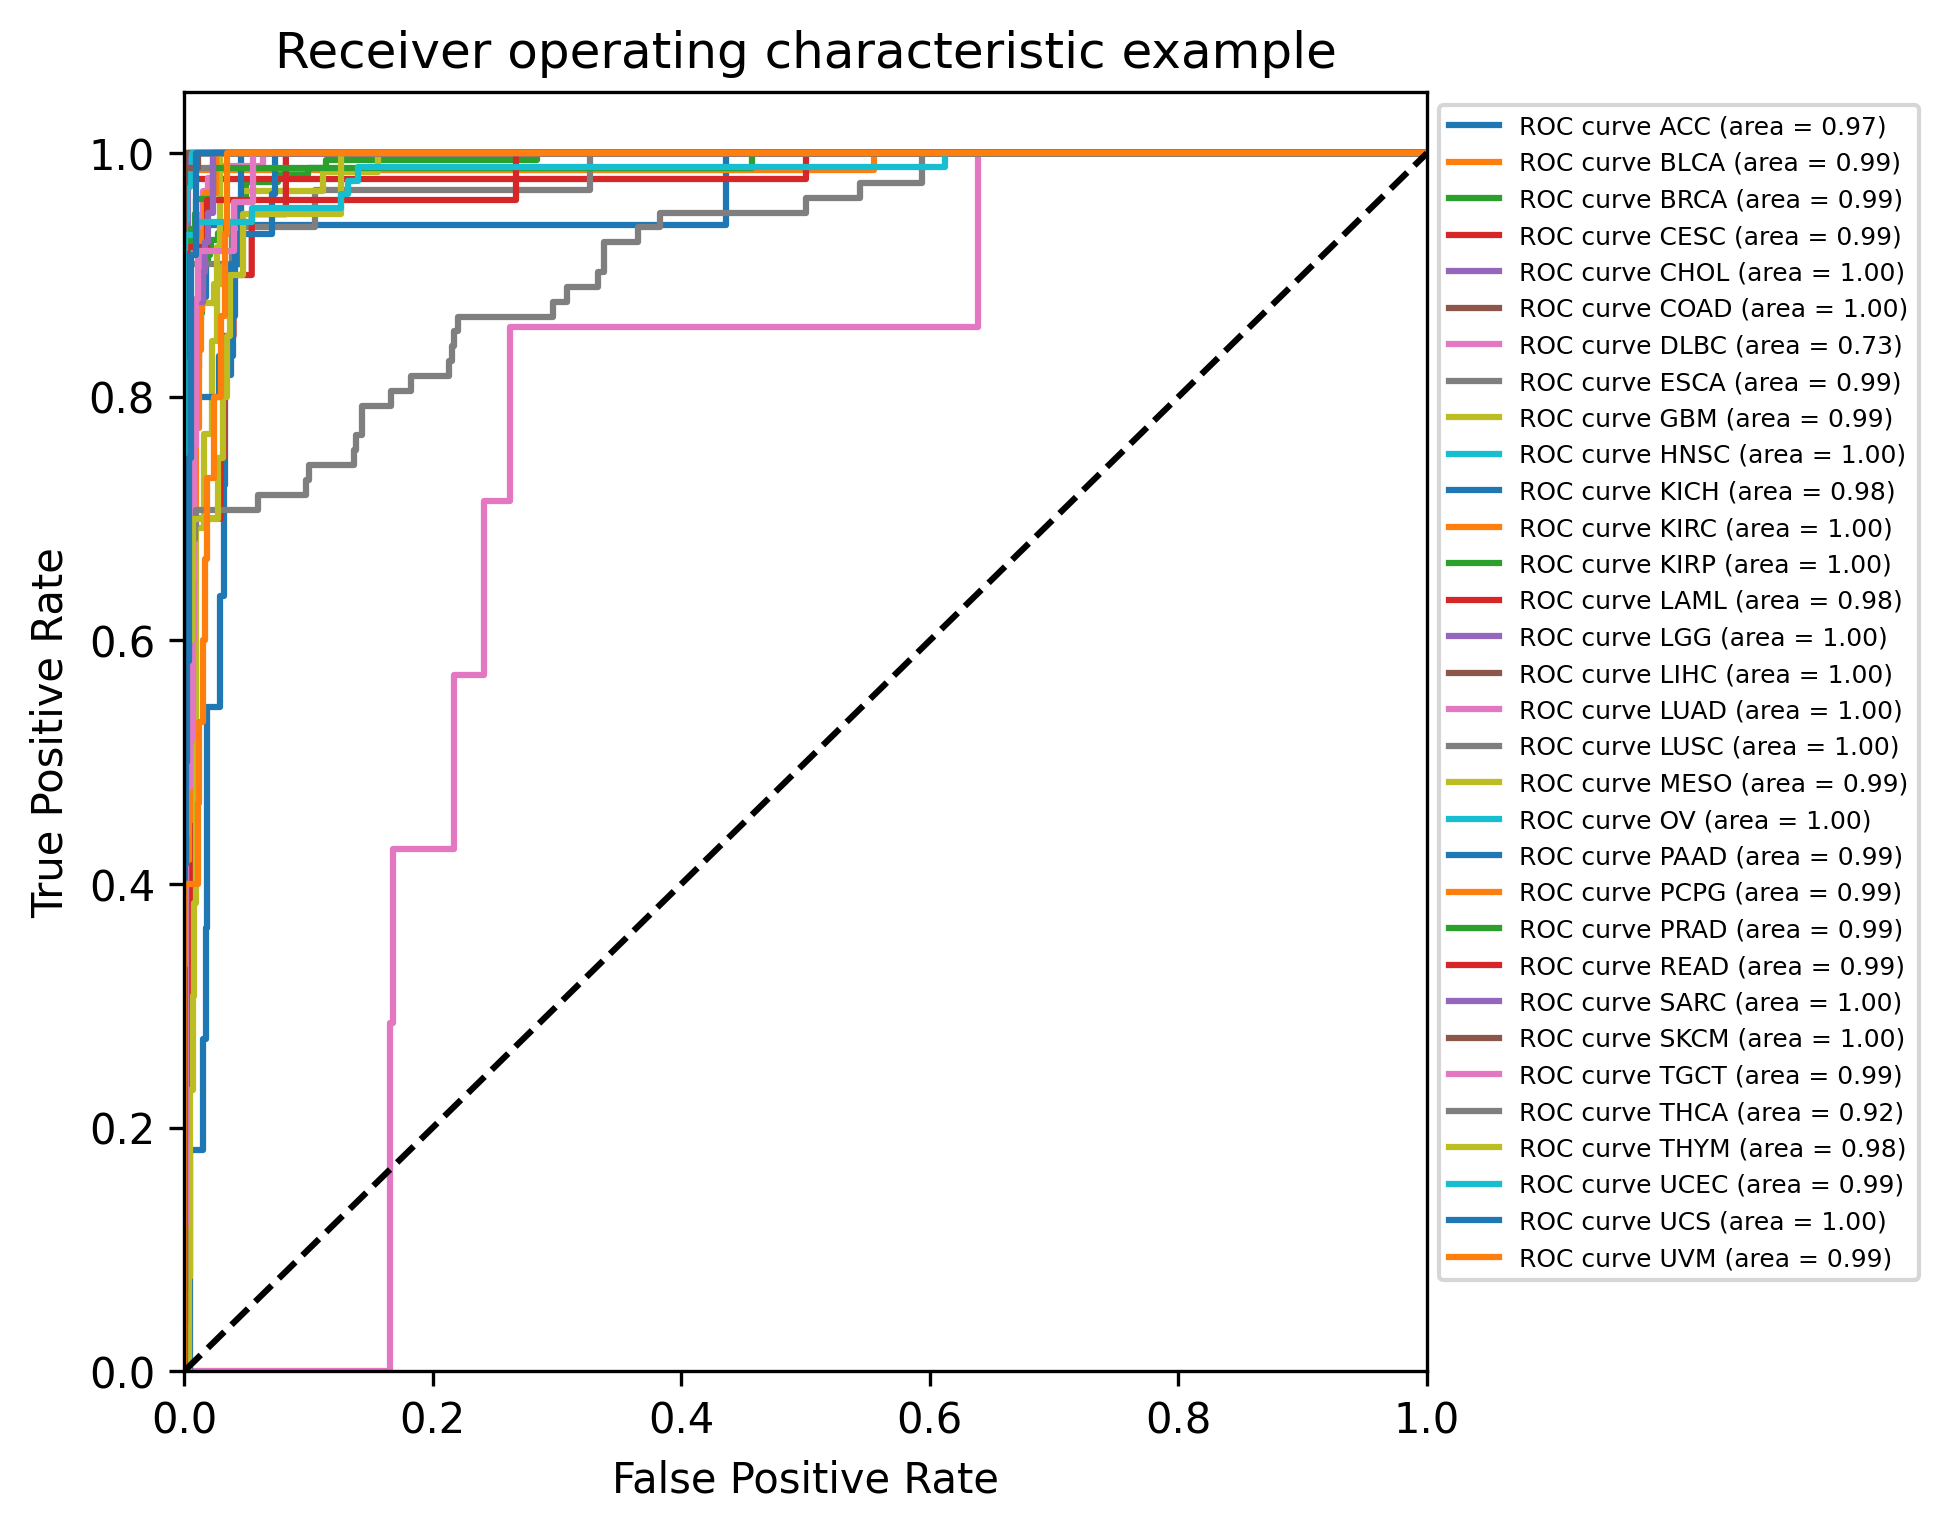 Receiver operating characteristic example
True Positive Rate
1.0
0.8
0.6
0.4
0.2
0.0
0.0 0.2 0.4 0.6 0.8 1.0
False Positive Rate
ROC curve ACC (area = 0.97)
ROC curve BLCA (area = 0.99)
ROC curve BRCA (area = 0.99)
ROC curve CESC (area = 0.99)
ROC curve CHOL (area = 1.00)
ROC curve COAD (area = 1.00)
ROC curve DLBC (area = 0.73)
ROC curve ESCA (area = 0.99)
ROC curve GBM (area = 0.99)
ROC curve HNSC (area = 1.00)
ROC curve KICH (area = 0.98)
ROC curve KIRC (area = 1.00)
ROC curve KIRP (area = 1.00)
ROC curve LAML (area = 0.98)
ROC curve LGG (area = 1.00)
ROC curve LIHC (area = 1.00)
ROC curve LUAD (area = 1.00)
ROC curve LUSC (area = 1.00)
ROC curve MESO (area = 0.99)
ROC curve OV (area = 1.00)
ROC curve PAAD (area = 0.99)
ROC curve PCPG (area = 0.99)
ROC curve PRAD (area = 0.99)
ROC curve READ (area = 0.99)
ROC curve SARC (area = 1.00)
ROC curve SKCM (area = 1.00)
ROC curve TGCT (area = 0.99)
ROC curve THCA (area = 0.92)
ROC curve THYM (area = 0.98)
ROC curve UCEC (area = 0.99)
ROC curve UCS (area = 1.00)
ROC curve UVM (area = 0.99)